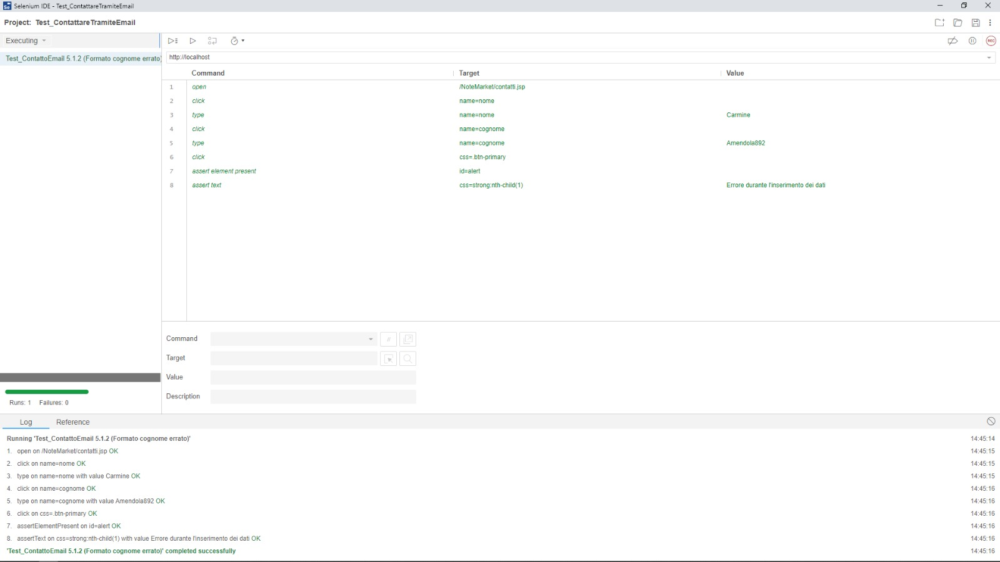 Selenium IDE - Test_ContattareTramiteEmail
Project: Test_ContattareTramiteEmail
Executing
REC
Test_ContattoEmail 5.1.2 (Formato cognome errato)
http://localhost
Command Target Value
1 open /NoteMarket/contatti.jsp
2 click name=nome
3 type name=nome Carmine
4 click name=cognome
5 type name=cognome Amendola892
6 click css=.btn-primary
7 assert element present id=alert
8 assert text css=strong:nth-child(1) Errore durante l'inserimento dei dati
Command //
Target
Value
Description
Runs: 1 Failures: 0
Log Reference
Running 'Test_ContattoEmail 5.1.2 (Formato cognome errato)' 14:45:14
1. open on /NoteMarket/contatti.jsp OK 14:45:15
2. click on name=nome OK 14:45:15
3. type on name=nome with value Carmine OK 14:45:15
4. click on name=cognome OK 14:45:16
5. type on name=cognome with value Amendola892 OK 14:45:16
6. click on css=.btn-primary OK 14:45:16
7. assertElementPresent on id=alert OK 14:45:16
8. assertText on css=strong:nth-child(1) with value Errore durante l'inserimento dei dati OK 14:45:16
'Test_ContattoEmail 5.1.2 (Formato cognome errato)' completed successfully 14:45:16